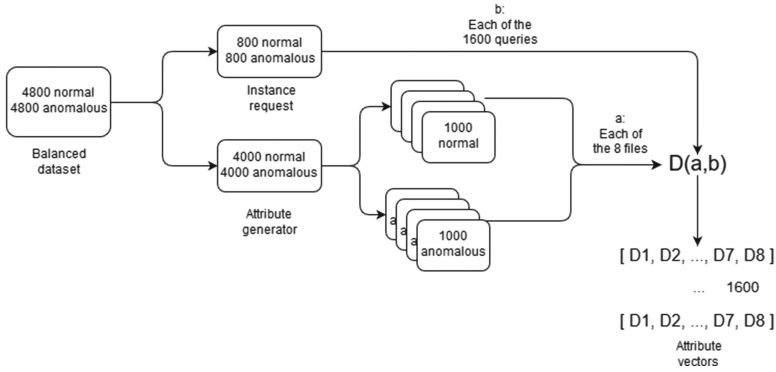 b:
Each of the
1600 queries
800 normal
800 anomalous
Instance
request
4800 normal
4800 anomalous
Balanced
dataset
4000 normal
4000 anomalous
Attribute
generator
1000
normal
a
a
a
1000
anomalous
a:
Each of
the 8 files
D(a,b)
[ D1, D2, ..., D7, D8 ]
... 1600
[ D1, D2, ..., D7, D8 ]
Attribute
vectors